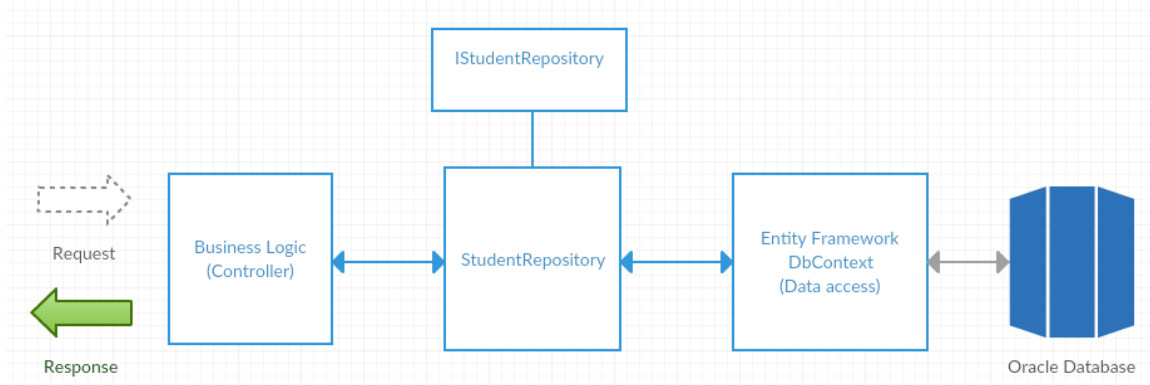 IStudentRepository
Request
Response
Business Logic
(Controller)
StudentRepository
Entity Framework
DbContext
(Data access)
Oracle Database